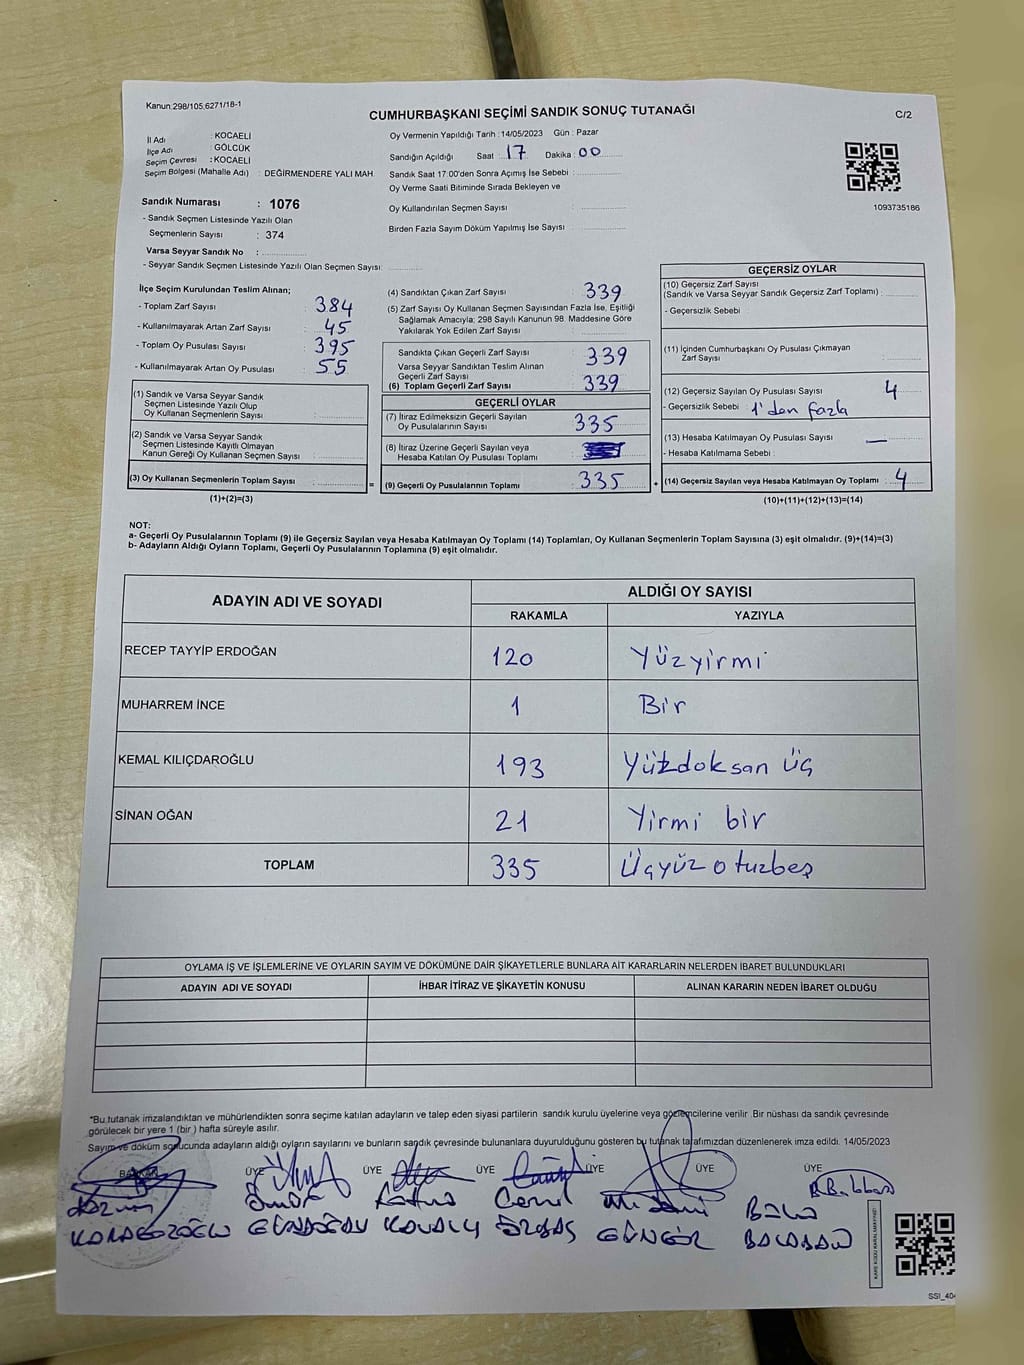 Kanun:298/105,6271/18-1
CUMHURBAŞKANI SEÇİMİ SANDIK SONUÇ TUTANAĞI
C/2
İl Adı : KOCAELİ
İlçe Adı : GÖLCÜK
Seçim Çevresi : KOCAELİ
Seçim Bölgesi (Mahalle Adı) : DEĞİRMENDERE YALI MAH.
Oy Vermenin Yapıldığı Tarih : 14/05/2023 Gün : Pazar
Sandığın Açıldığı Saat : 17 Dakika : 00
Sandık Saat 17:00'den Sonra Açımış İse Sebebi :
Oy Verme Saati Bitiminde Sırada Bekleyen ve
Oy Kullandırılan Seçmen Sayısı :
Birden Fazla Sayım Döküm Yapılmış İse Sayısı :
1093735186
Sandık Numarası : 1076
- Sandık Seçmen Listesinde Yazılı Olan
Seçmenlerin Sayısı : 374
Varsa Seyyar Sandık No :
- Seyyar Sandık Seçmen Listesinde Yazılı Olan Seçmen Sayısı:
İlçe Seçim Kurulundan Teslim Alınan;
- Toplam Zarf Sayısı : 384
- Kullanılmayarak Artan Zarf Sayısı : 45
- Toplam Oy Pusulası Sayısı : 395
- Kullanılmayarak Artan Oy Pusulası : 55
(1) Sandık ve Varsa Seyyar Sandık
Seçmen Listesinde Yazılı Olup
Oy Kullanan Seçmenlerin Sayısı :
(2) Sandık ve Varsa Seyyar Sandık
Seçmen Listesinde Kayıtlı Olmayan
Kanun Gereği Oy Kullanan Seçmen Sayısı :
(3) Oy Kullanan Seçmenlerin Toplam Sayısı :
(1)+(2)=(3)
=
(4) Sandıktan Çıkan Zarf Sayısı : 339
(5) Zarf Sayısı Oy Kullanan Seçmen Sayısından Fazla İse, Eşitliği
Sağlamak Amacıyla; 298 Sayılı Kanunun 98. Maddesine Göre
Yakılarak Yok Edilen Zarf Sayısı :
Sandıkta Çıkan Geçerli Zarf Sayısı : 339
Varsa Seyyar Sandıktan Teslim Alınan
Geçerli Zarf Sayısı :
(6) Toplam Geçerli Zarf Sayısı : 339
GEÇERLİ OYLAR
(7) İtiraz Edilmeksizin Geçerli Sayılan
Oy Pusulalarının Sayısı : 335
(8) İtiraz Üzerine Geçerli Sayılan veya
Hesaba Katılan Oy Pusulası Toplamı :
(9) Geçerli Oy Pusulalarının Toplamı : 335
+
GEÇERSİZ OYLAR
(10) Geçersiz Zarf Sayısı
(Sandık ve Varsa Seyyar Sandık Geçersiz Zarf Toplamı) :
- Geçersizlik Sebebi :
(11) İçinden Cumhurbaşkanı Oy Pusulası Çıkmayan
Zarf Sayısı :
(12) Geçersiz Sayılan Oy Pusulası Sayısı : 4
- Geçersizlik Sebebi : 1'den fazla
(13) Hesaba Katılmayan Oy Pusulası Sayısı : —
- Hesaba Katılmama Sebebi :
(14) Geçersiz Sayılan veya Hesaba Katılmayan Oy Toplamı : 4
(10)+(11)+(12)+(13)=(14)
NOT:
a- Geçerli Oy Pusulalarının Toplamı (9) ile Geçersiz Sayılan veya Hesaba Katılmayan Oy Toplamı (14) Toplamları, Oy Kullanan Seçmenlerin Toplam Sayısına (3) eşit olmalıdır. (9)+(14)=(3)
b- Adayların Aldığı Oyların Toplamı, Geçerli Oy Pusulalarının Toplamına (9) eşit olmalıdır.
ADAYIN ADI VE SOYADI
ALDIĞI OY SAYISI
RAKAMLA YAZIYLA
RECEP TAYYİP ERDOĞAN 120 Yüzyirmi
MUHARREM İNCE 1 Bir
KEMAL KILIÇDAROĞLU 193 Yüzdoksan üç
SİNAN OĞAN 21 Yirmi bir
TOPLAM 335 Üçyüzotuzbeş
OYLAMA İŞ VE İŞLEMLERİNE VE OYLARIN SAYIM VE DÖKÜMÜNE DAİR ŞİKAYETLERLE BUNLARA AİT KARARLARIN NELERDEN İBARET BULUNDUKLARI
ADAYIN ADI VE SOYADI İHBAR İTİRAZ VE ŞİKAYETİN KONUSU ALINAN KARARIN NEDEN İBARET OLDUĞU
*Bu tutanak imzalandıktan ve mühürlendikten sonra seçime katılan adayların ve talep eden siyasi partilerin sandık kurulu üyelerine veya gözlemcilerine verilir. Bir nüshası da sandık çevresinde
görülecek bir yere 1 (bir) hafta süreyle asılır.
Sayım ve döküm sonucunda adayların aldığı oyların sayılarını ve bunların sandık çevresinde bulunanlara duyurulduğunu gösteren bu tutanak tarafımızdan düzenlenerek imza edildi. 14/05/2023
BAŞKAN ÜYE ÜYE ÜYE ÜYE ÜYE ÜYE
KARAGÖZOĞLU GÜNDOĞDU ÖZBAŞ GÜNGÖR BALABAN
SSI_404